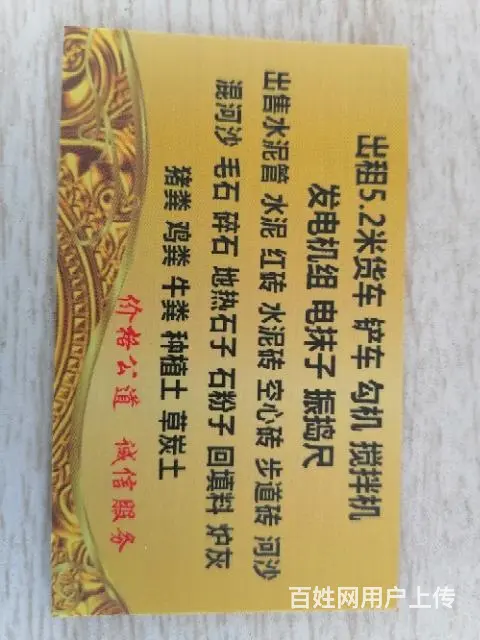 出租5.2米货车 铲车 勾机 搅拌机
发电机组 电抹子 振捣尺
出售水泥管 水泥 红砖 水泥砖 空心砖 步道砖 河沙
混河沙 毛石 碎石 地热石子 石粉子 回填料 炉灰
猪粪 鸡粪 牛粪 种植土 草炭土
价格公道 诚信服务
百姓网用户上传